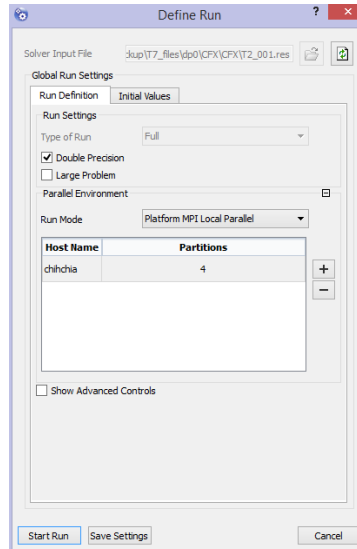 Define Run
?
Solver Input File
:kup\T7_files\dp0\CFX\CFX\T2_001.res
Global Run Settings
Run Definition
Initial Values
Run Settings
Type of Run
Full
Double Precision
Large Problem
Parallel Environment
Run Mode
Platform MPI Local Parallel
Host Name
Partitions
chihchia
4
Show Advanced Controls
Start Run
Save Settings
Cancel